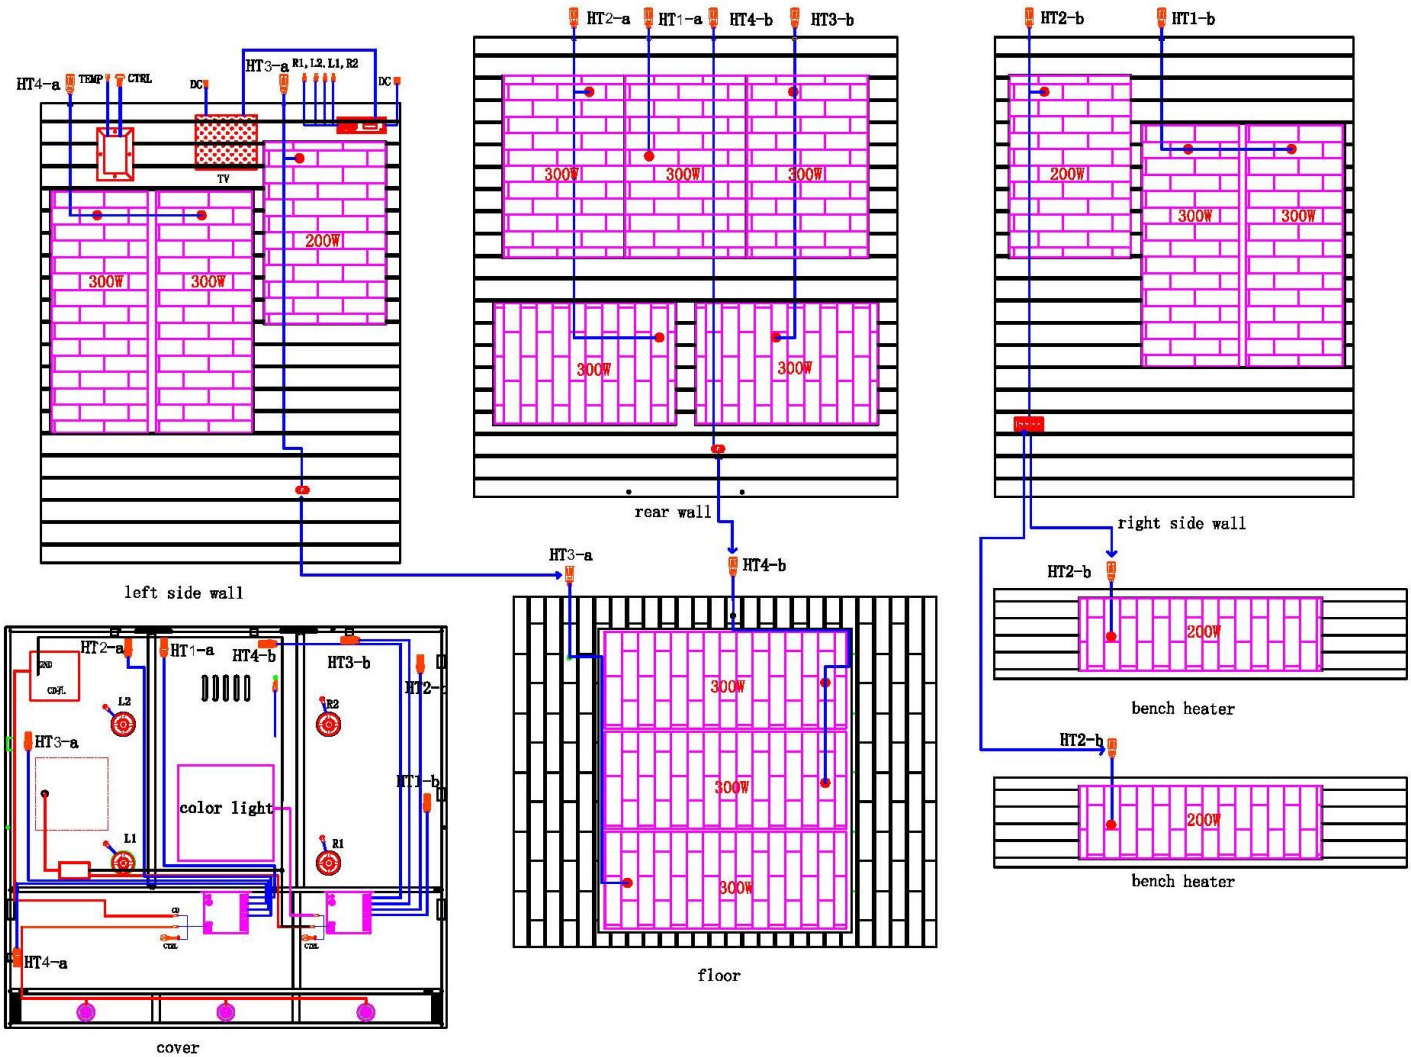 HT2-a
HT1-a
HT4-b
HT3-b
HT2-b
HT1-b
HT4-a
TEMP
CTRL
DC
HT3-a
R1, L2, L1, R2
DC
TV
200W
300W
300W
left side wall
300W
300W
300W
300W
300W
rear wall
200W
300W
300W
right side wall
HT3-a
HT4-b
300W
300W
300W
floor
HT2-b
200W
bench heater
HT2-b
200W
bench heater
HT2-a
HT1-a
HT4-b
HT3-b
HT2-
GND
L2
R2
HT3-a
HT1-b
color light
L1
R1
CD
CTRL
CTRL
HT4-a
cover